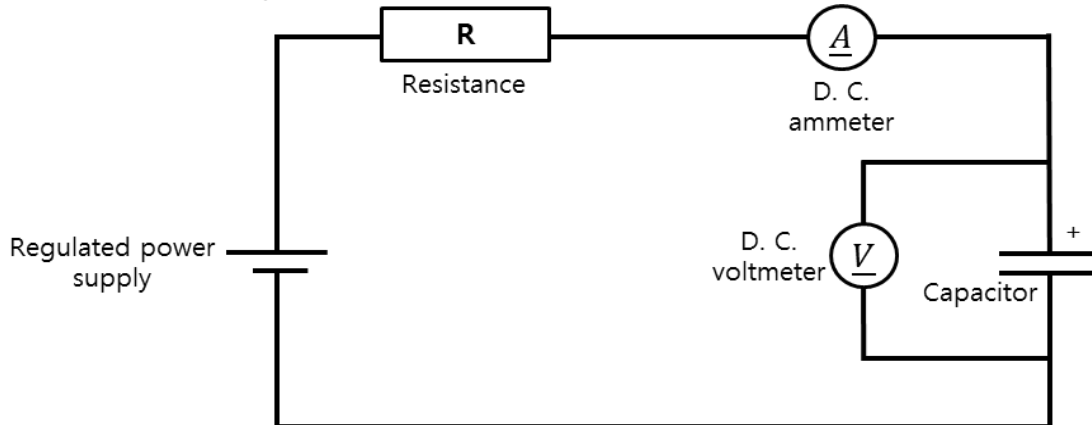 R
Resistance
A
D. C.
ammeter
Regulated power
supply
D. C.
voltmeter
V
+
Capacitor